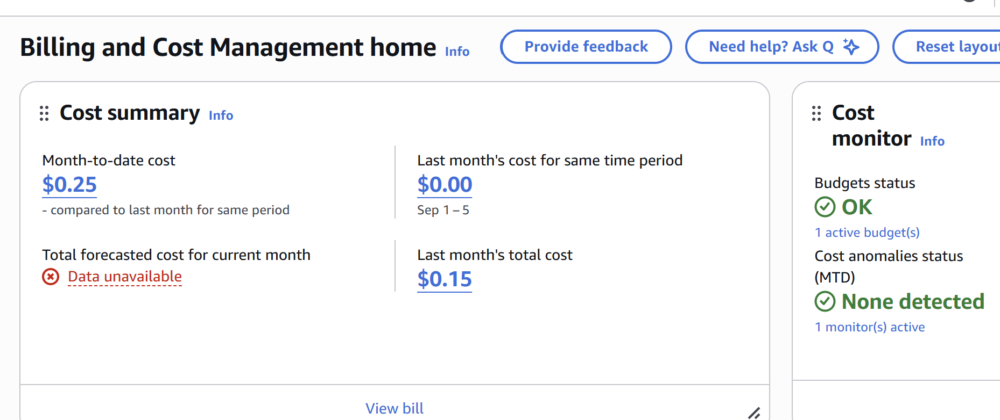 Billing and Cost Management home Info
Provide feedback
Need help? Ask Q
Reset layout
Cost summary Info
Month-to-date cost
$0.25
- compared to last month for same period
Last month's cost for same time period
$0.00
Sep 1 – 5
Total forecasted cost for current month
Data unavailable
Last month's total cost
$0.15
View bill
Cost
monitor Info
Budgets status
OK
1 active budget(s)
Cost anomalies status
(MTD)
None detected
1 monitor(s) active